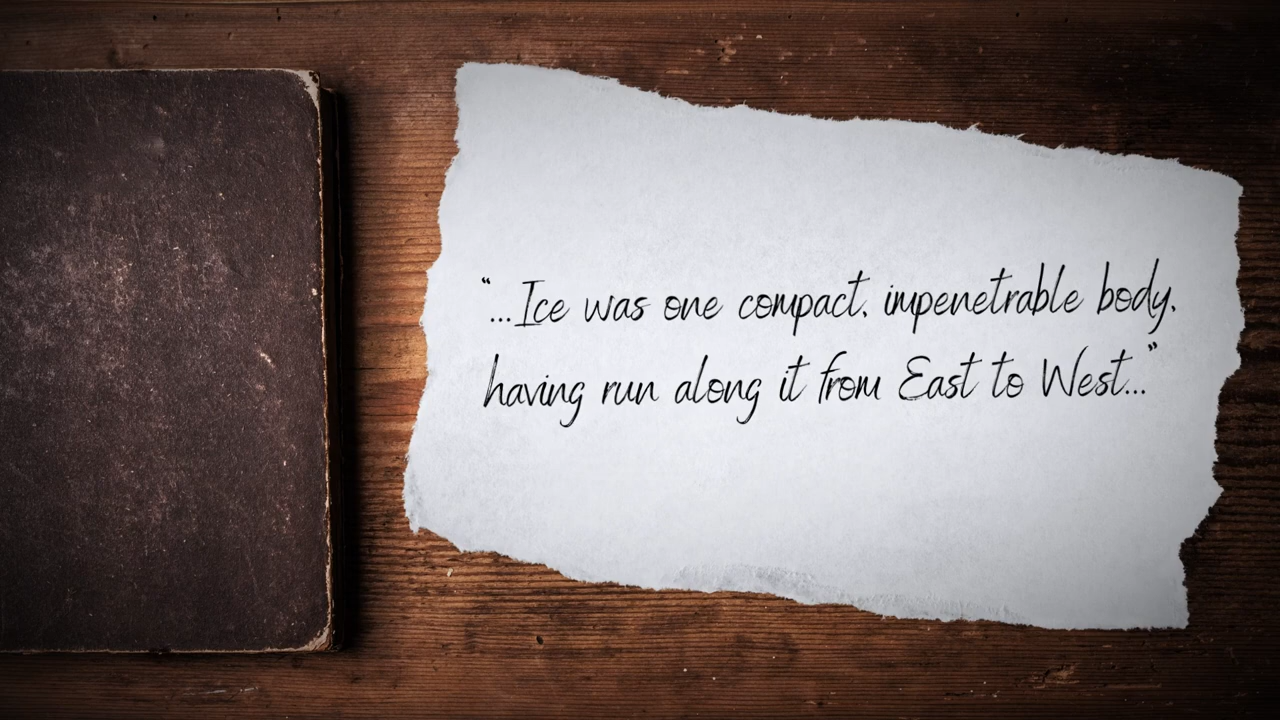 “...Ice was one compact, impenetrable body,
having run along it from East to West...”